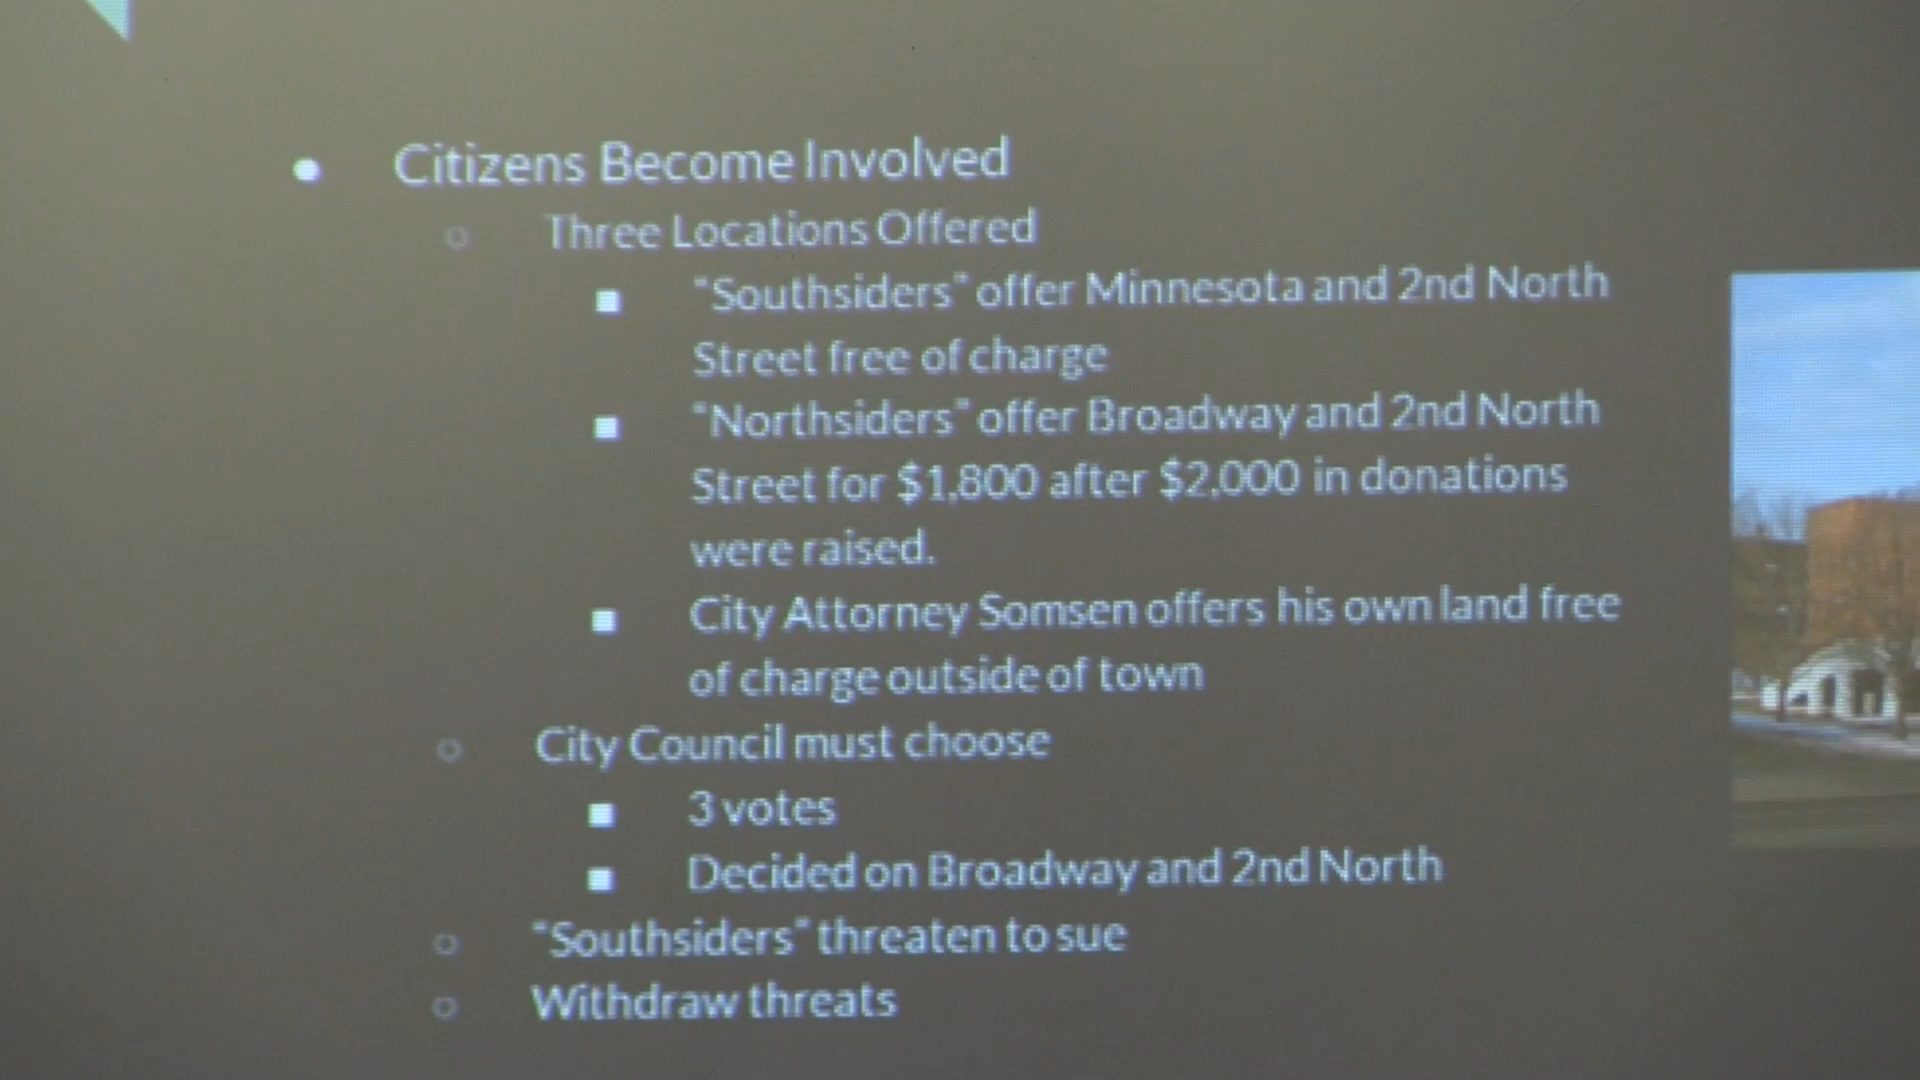 Citizens Become Involved
Three Locations Offered
"Southsiders" offer Minnesota and 2nd North
Street free of charge
"Northsiders" offer Broadway and 2nd North
Street for $1,800 after $2,000 in donations
were raised.
City Attorney Somsen offers his own land free
of charge outside of town
City Council must choose
3 votes
Decided on Broadway and 2nd North
"Southsiders" threaten to sue
Withdraw threats